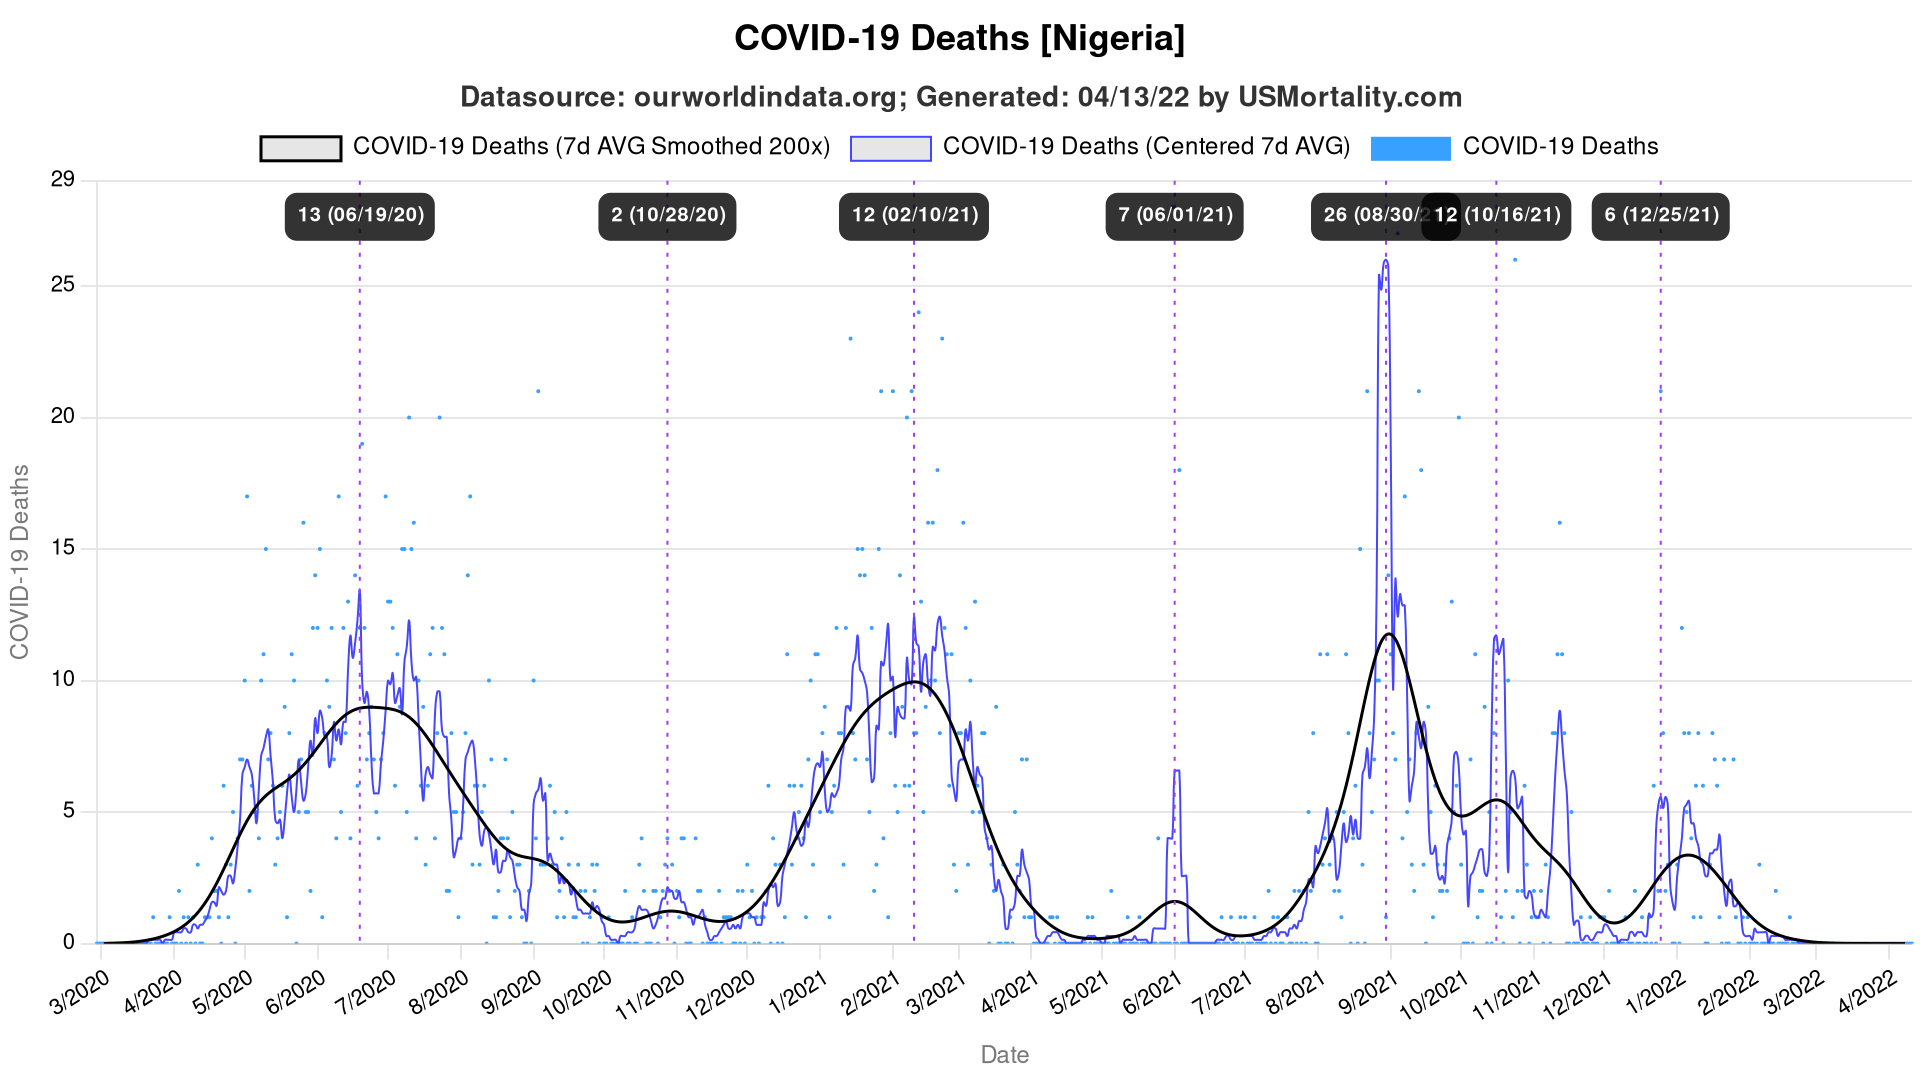 COVID-19 Deaths [Nigeria]
Datasource: ourworldindata.org; Generated: 04/13/22 by USMortality.com
COVID-19 Deaths (7d AVG Smoothed 200x) COVID-19 Deaths (Centered 7d AVG) COVID-19 Deaths
29
13 (06/19/20) 2 (10/28/20) 12 (02/10/21) 7 (06/01/21) 26 (08/30/21) 12 (10/16/21) 6 (12/25/21)
25
20
15
10
5
0
COVID-19 Deaths
3/2020 4/2020 5/2020 6/2020 7/2020 8/2020 9/2020 10/2020 11/2020 12/2020 1/2021 2/2021 3/2021 4/2021 5/2021 6/2021 7/2021 8/2021 9/2021 10/2021 11/2021 12/2021 1/2022 2/2022 3/2022 4/2022
Date